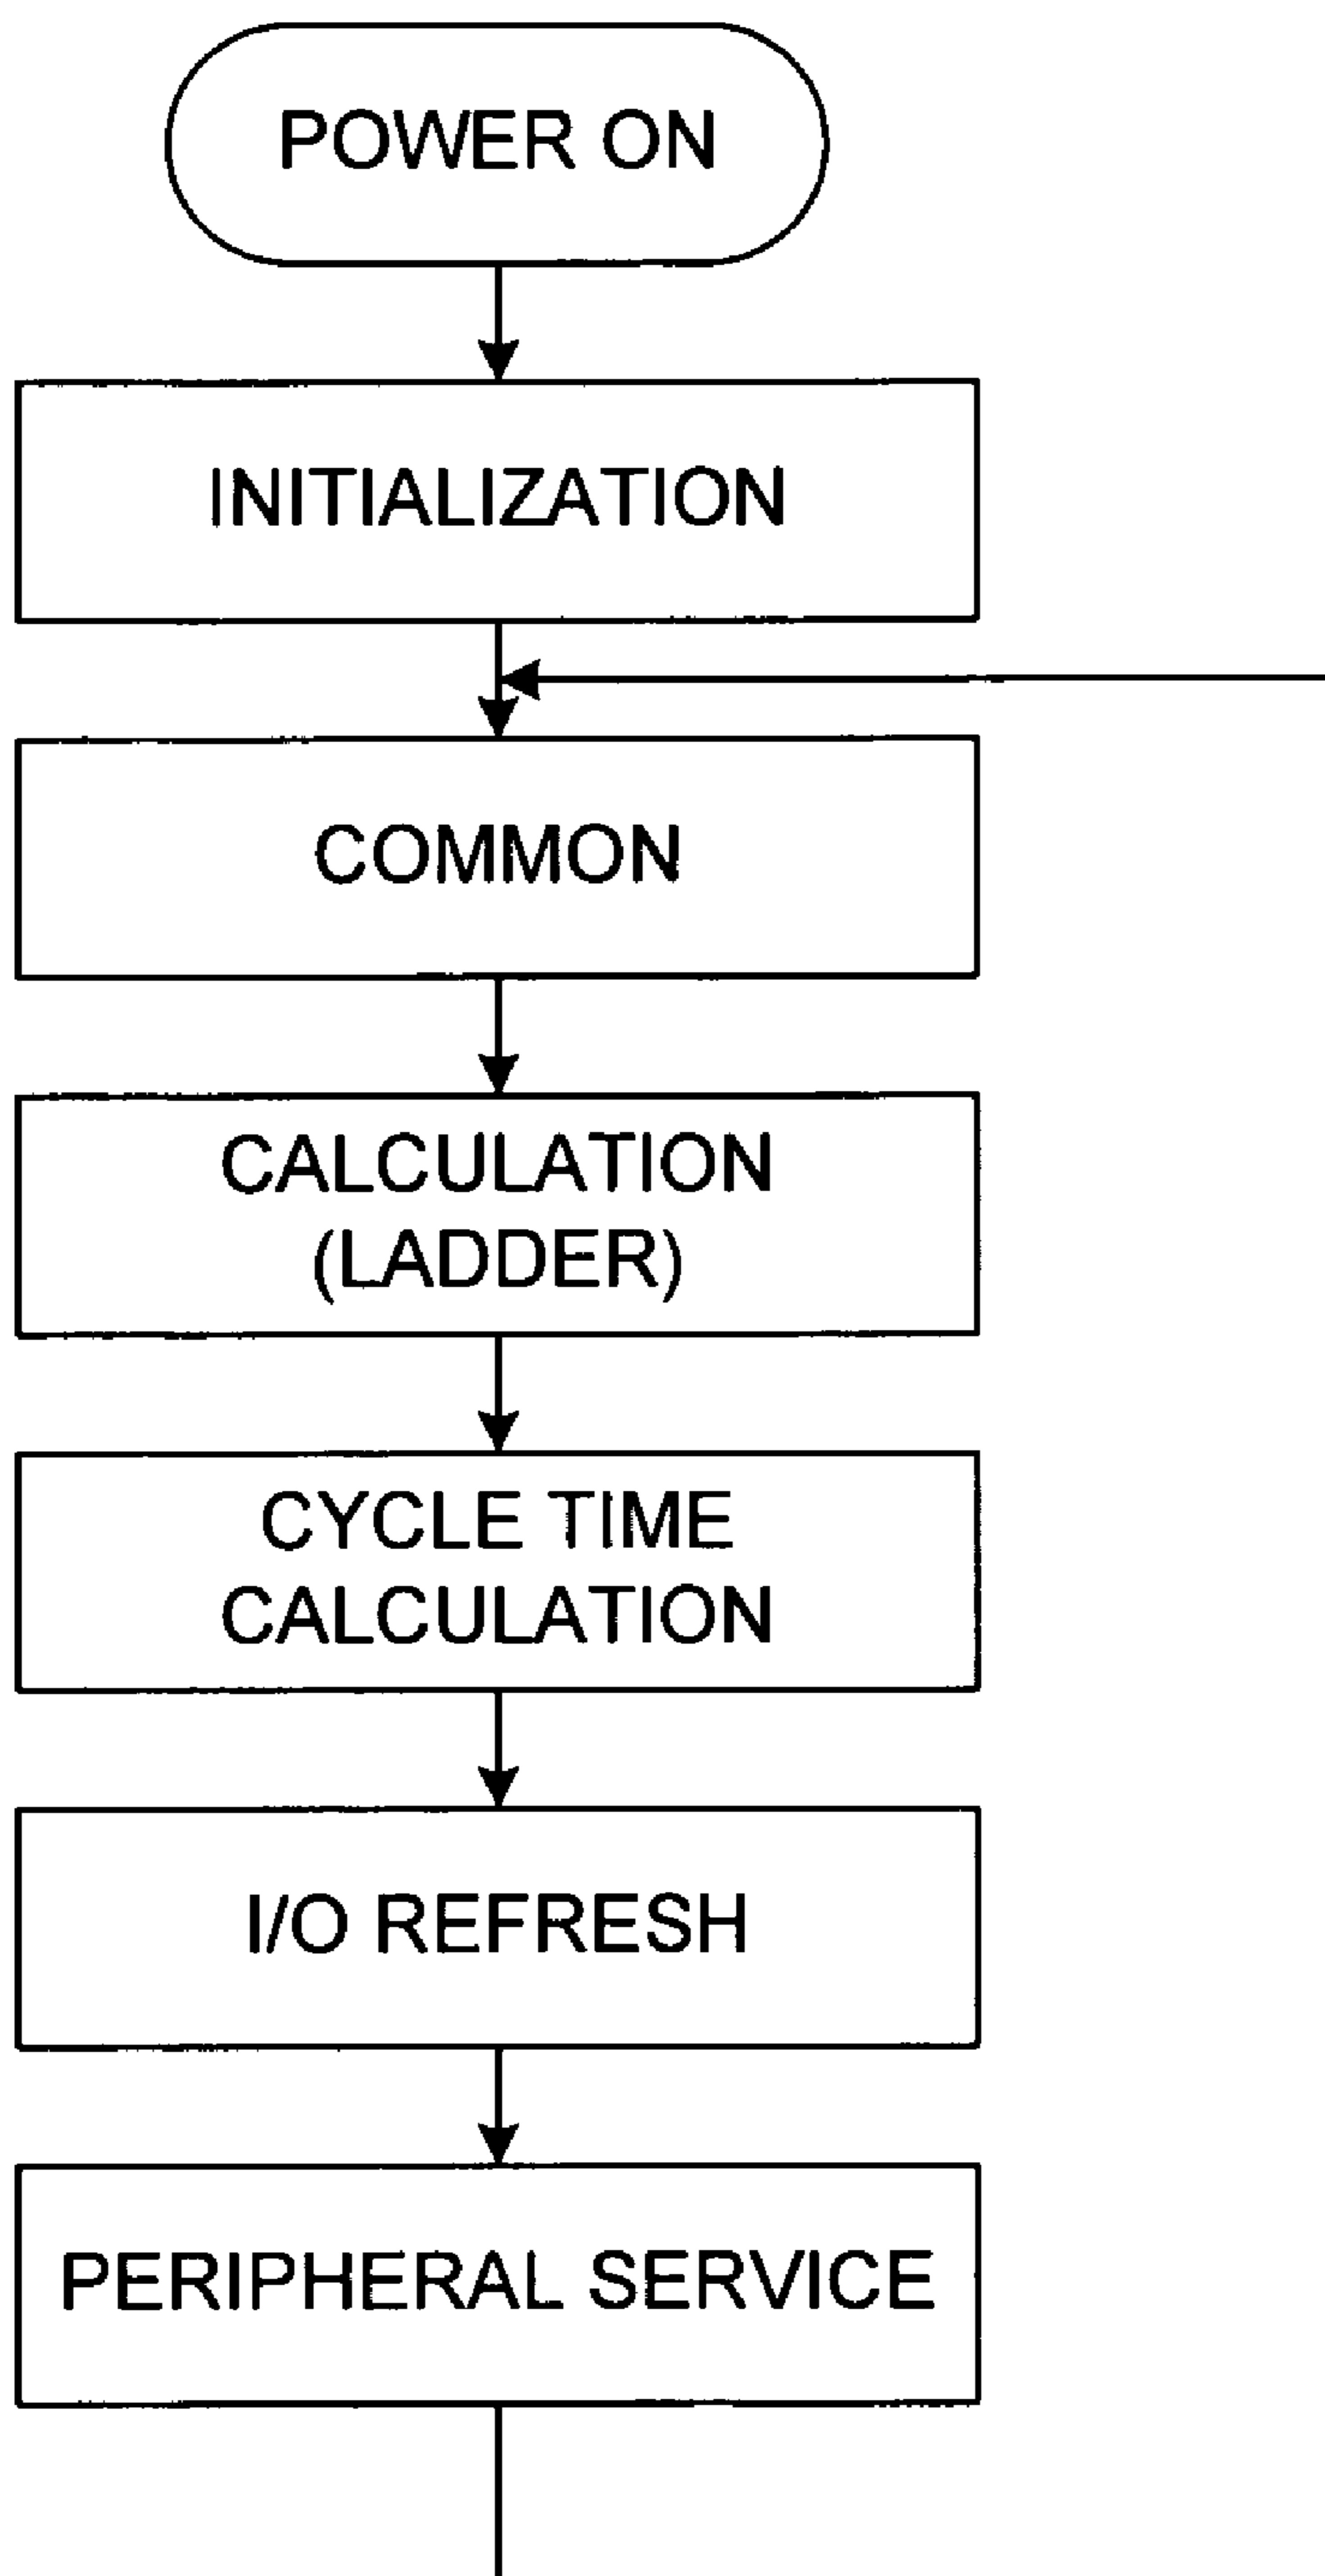 POWER ON
INITIALIZATION
COMMON
CALCULATION
(LADDER)
CYCLE TIME
CALCULATION
I/O REFRESH
PERIPHERAL SERVICE